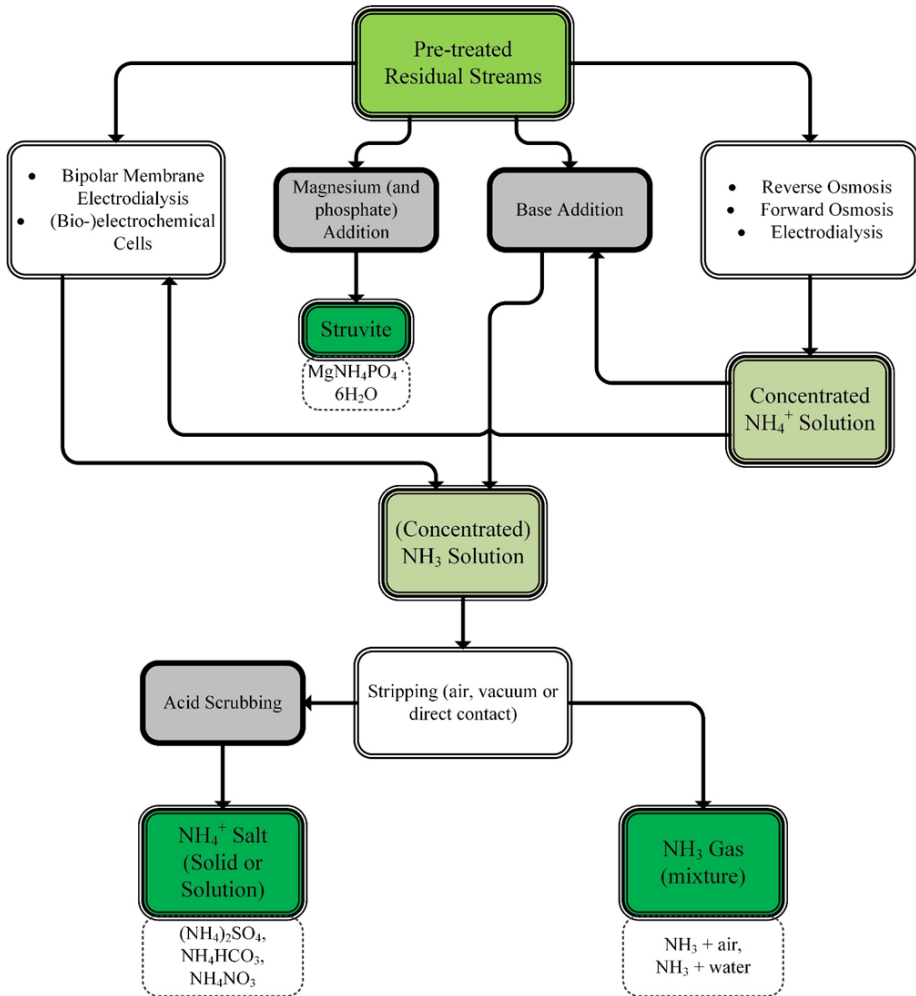 Pre-treated
Residual Streams
• Bipolar Membrane
Electrodialysis
• (Bio-)electrochemical
Cells
Magnesium (and
phosphate)
Addition
Base Addition
• Reverse Osmosis
• Forward Osmosis
• Electrodialysis
Struvite
MgNH₄PO₄·
6H₂O
Concentrated
NH₄⁺ Solution
(Concentrated)
NH₃ Solution
Acid Scrubbing
Stripping (air, vacuum or
direct contact)
NH₄⁺ Salt
(Solid or
Solution)
(NH₄)₂SO₄,
NH₄HCO₃,
NH₄NO₃
NH₃ Gas
(mixture)
NH₃ + air,
NH₃ + water